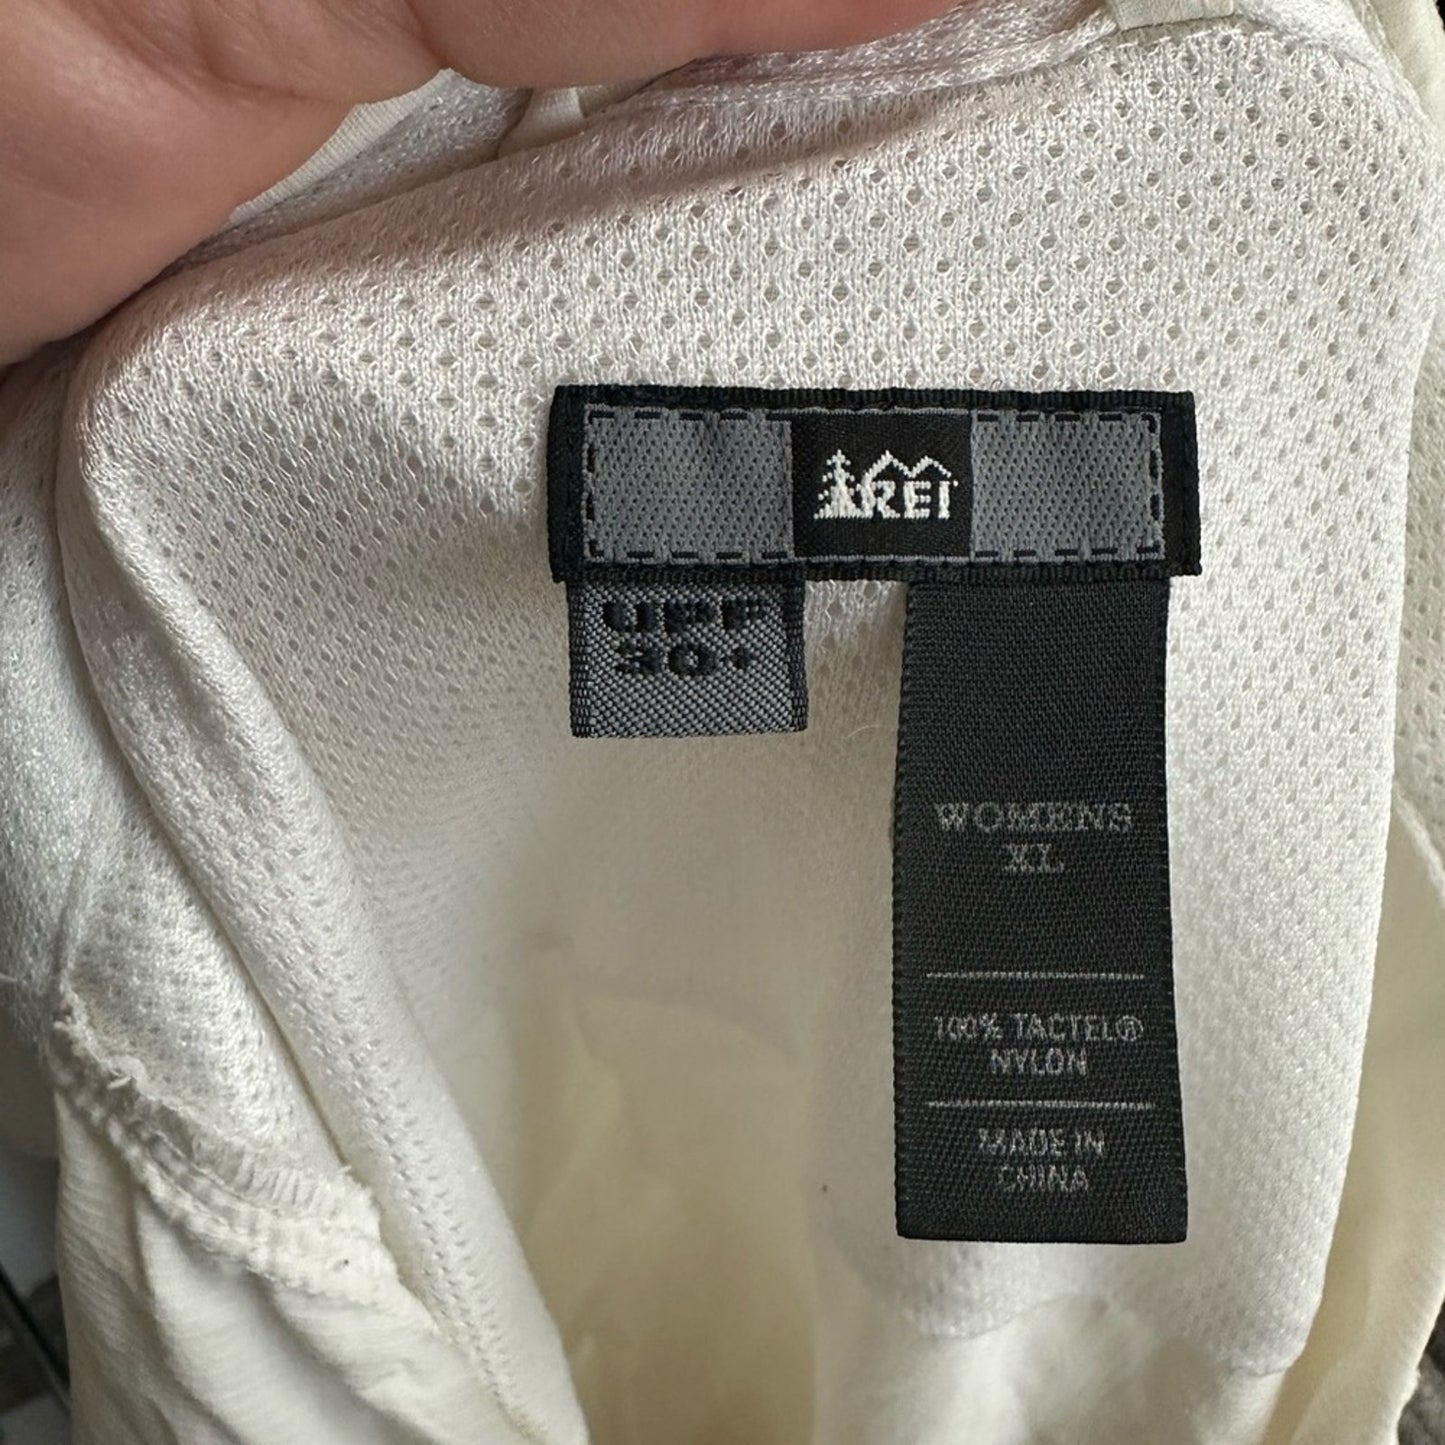 REI
UPF
30+
WOMENS
XL
100% TACTEL®
NYLON
MADE IN
CHINA